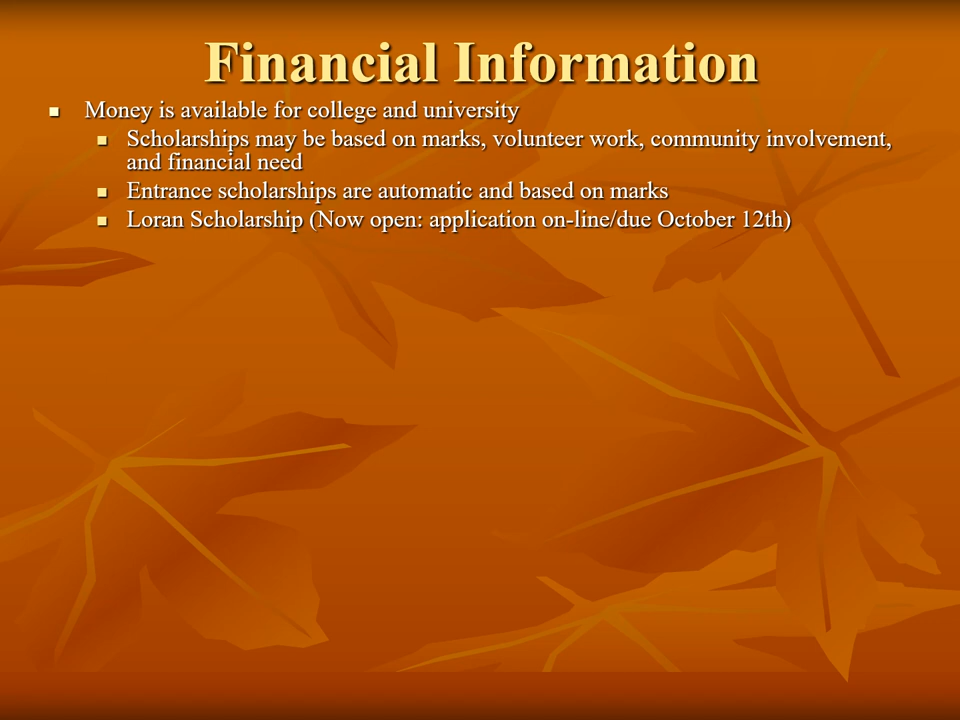 Financial Information
Money is available for college and university
Scholarships may be based on marks, volunteer work, community involvement,
and financial need
Entrance scholarships are automatic and based on marks
Loran Scholarship (Now open: application on-line/due October 12th)